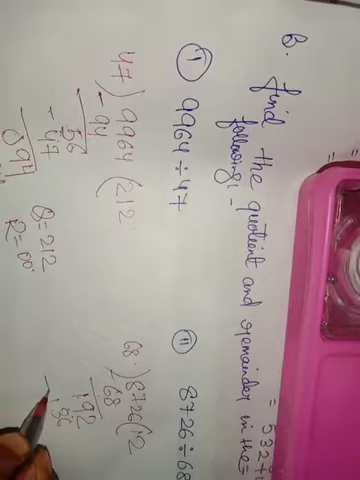 = 532+
B. find the quotient and remainder in the
following: -
(i) 9964 ÷ 47
47 ) 9964 ( 212
- 94
56
- 47
094
Q = 212
R = 00
(ii) 8726 ÷ 68
68 ) 8726 ( 12
68
192
136